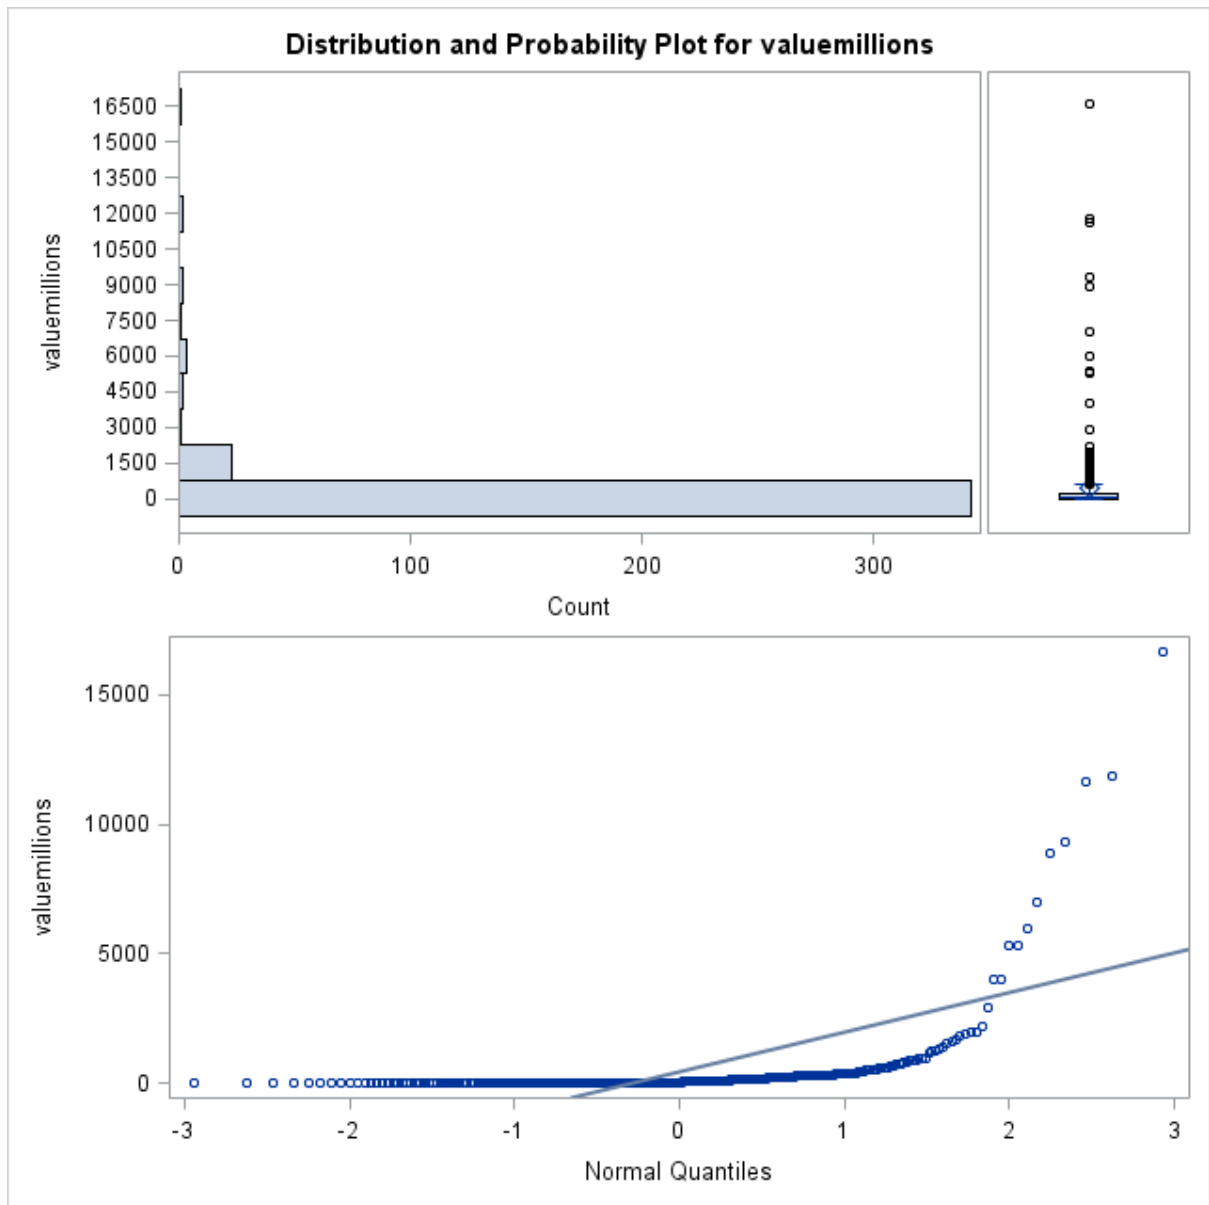 Distribution and Probability Plot for valuemillions
valuemillions
16500
15000
13500
12000
10500
9000
7500
6000
4500
3000
1500
0
0 100 200 300
Count
valuemillions
15000
10000
5000
0
-3 -2 -1 0 1 2 3
Normal Quantiles